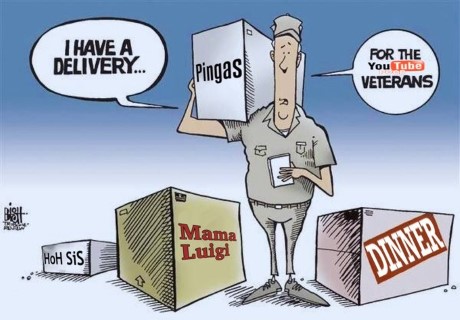 I HAVE A
DELIVERY...
PingaS
FOR THE
YouTube
VETERANS
HoH SiS
Mama
Luigi
DINNER